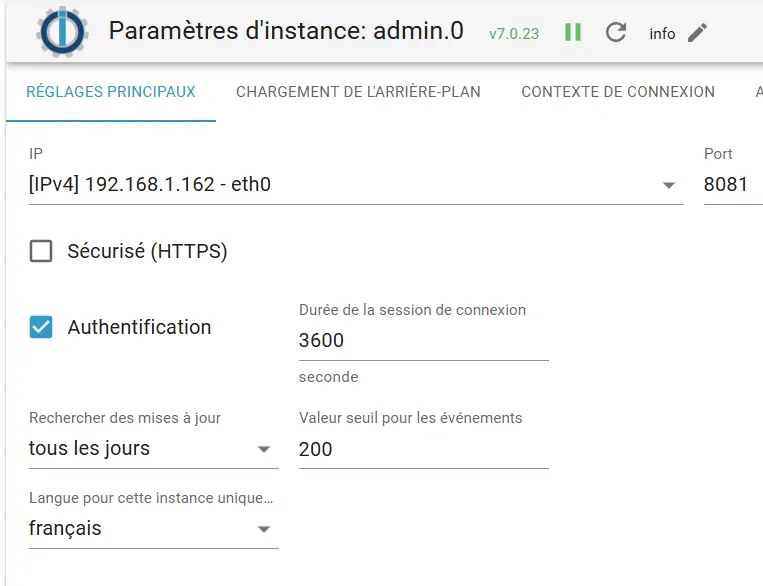 Paramètres d'instance: admin.0 v7.0.23 info
RÉGLAGES PRINCIPAUX CHARGEMENT DE L'ARRIÈRE-PLAN CONTEXTE DE CONNEXION A
IP Port
[IPv4] 192.168.1.162 - eth0 8081
Sécurisé (HTTPS)
Durée de la session de connexion
Authentification 3600
seconde
Rechercher des mises à jour Valeur seuil pour les événements
tous les jours 200
Langue pour cette instance unique…
français